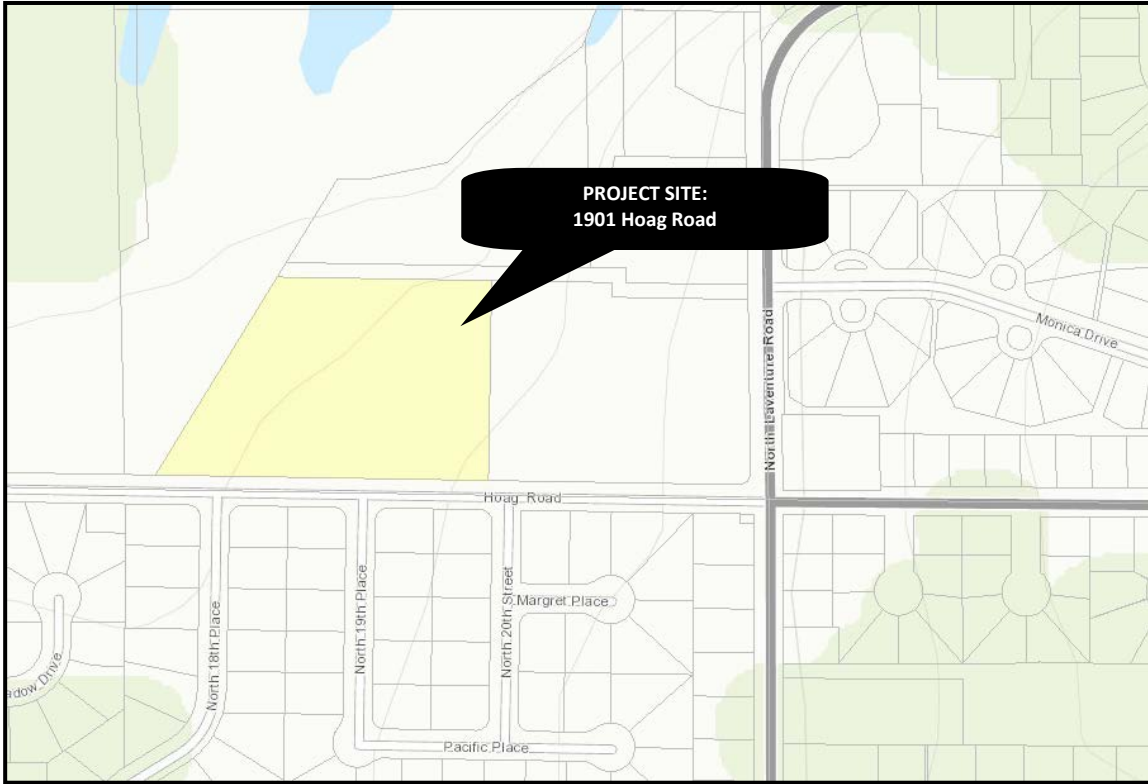 PROJECT SITE:
1901 Hoag Road
Monica Drive
North Laventure Road
Hoag Road
North 18th Place
North 19th Place
North 20th Street
Margret Place
adow Drive
Pacific Place